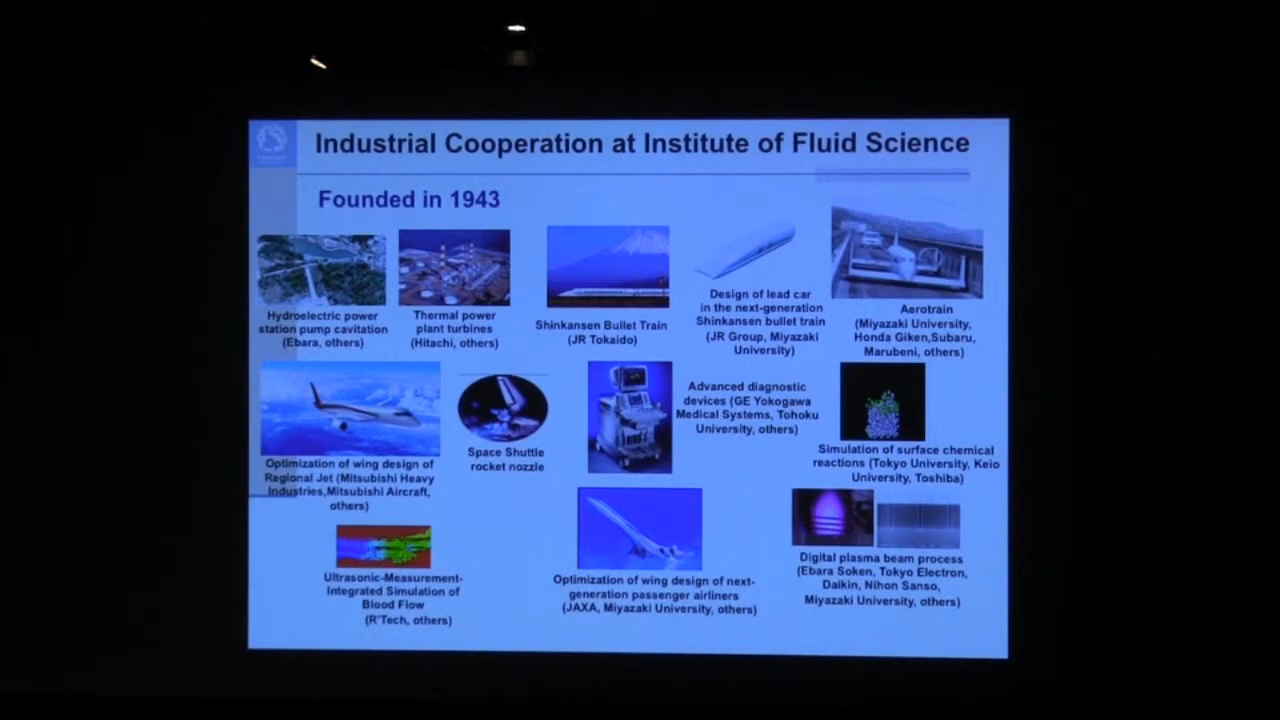 Industrial Cooperation at Institute of Fluid Science
Founded in 1943
Hydroelectric power
station pump cavitation
(Ebara, others)
Thermal power
plant turbines
(Hitachi, others)
Shinkansen Bullet Train
(JR Tokaido)
Design of lead car
in the next-generation
Shinkansen bullet train
(JR Group, Miyazaki
University)
Aerotrain
(Miyazaki University,
Honda Giken,Subaru,
Marubeni, others)
Optimization of wing design of
Regional Jet (Mitsubishi Heavy
Industries,Mitsubishi Aircraft,
others)
Space Shuttle
rocket nozzle
Advanced diagnostic
devices (GE Yokogawa
Medical Systems, Tohoku
University, others)
Simulation of surface chemical
reactions (Tokyo University, Keio
University, Toshiba)
Ultrasonic-Measurement-
Integrated Simulation of
Blood Flow
(R'Tech, others)
Optimization of wing design of next-
generation passenger airliners
(JAXA, Miyazaki University, others)
Digital plasma beam process
(Ebara Soken, Tokyo Electron,
Daikin, Nihon Sanso,
Miyazaki University, others)